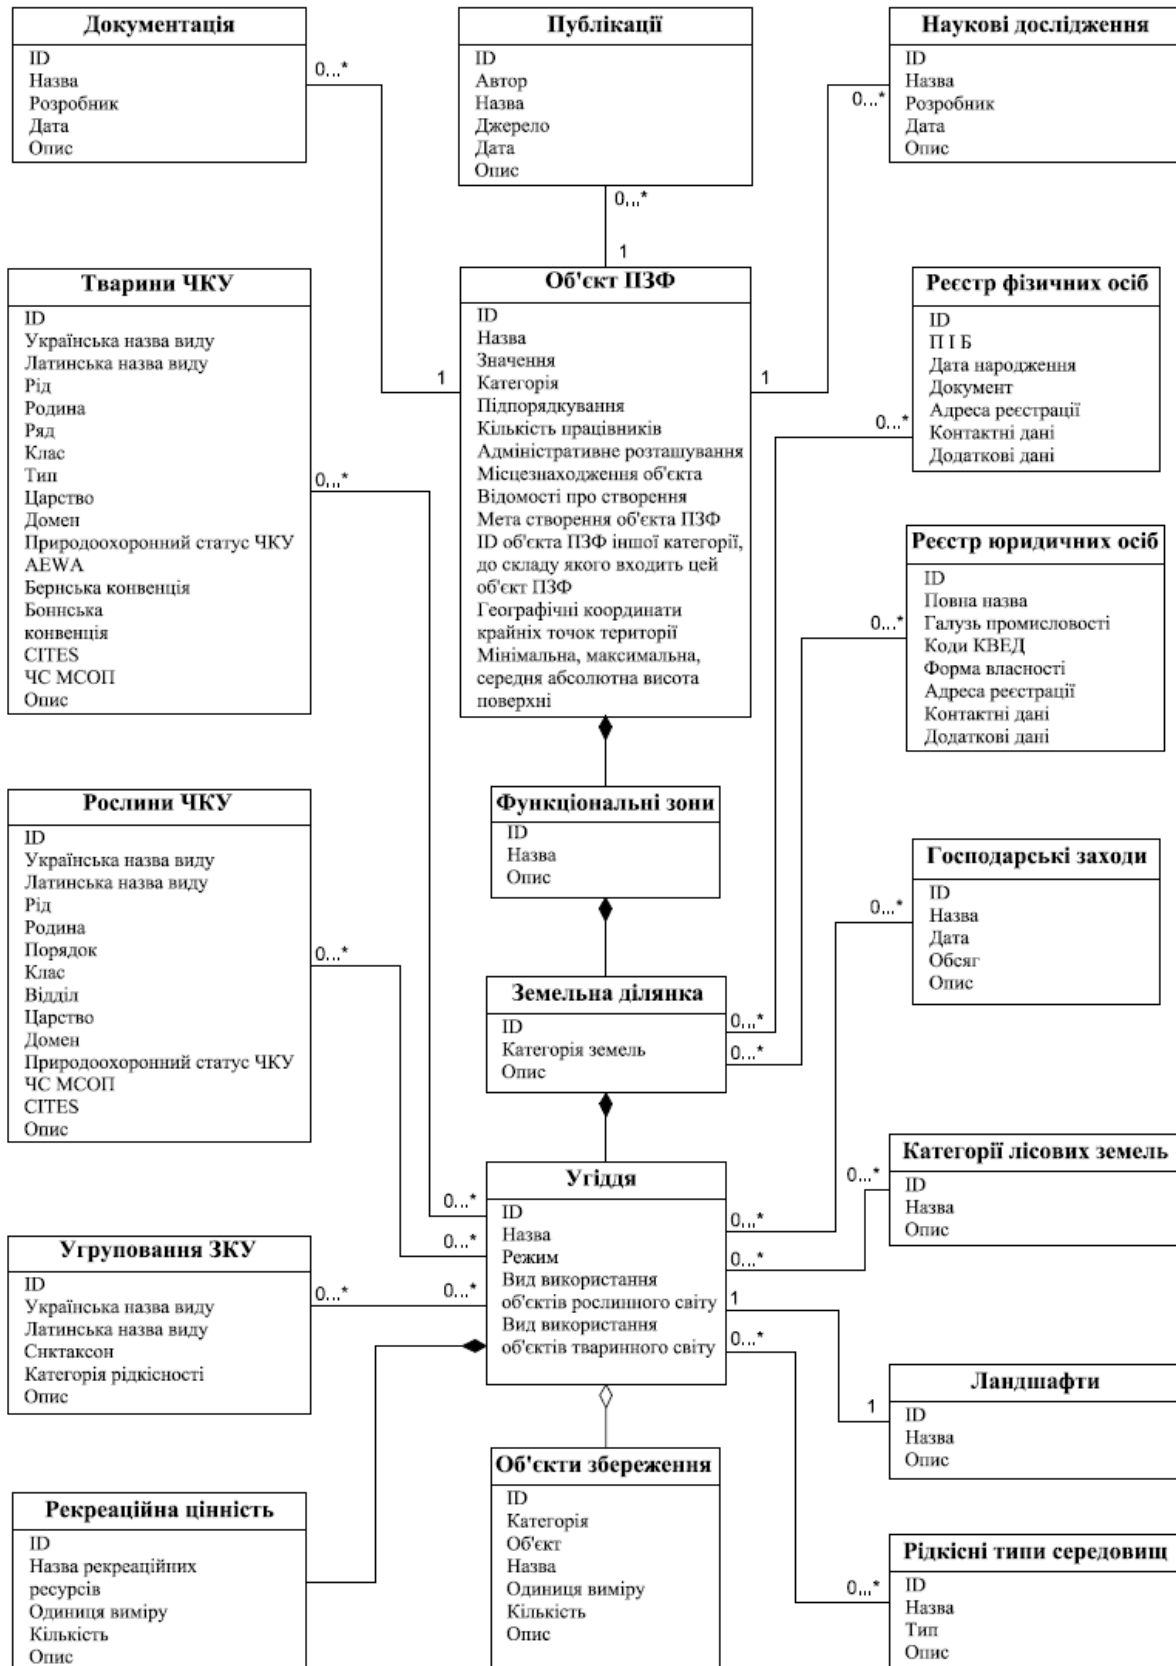 Документація
ID
Назва
Розробник
Дата
Опис
0...*
Публікації
ID
Автор
Назва
Джерело
Дата
Опис
0...*
1
Наукові дослідження
ID
Назва
Розробник
Дата
Опис
0...*
Тварини ЧКУ
ID
Українська назва виду
Латинська назва виду
Рід
Родина
Ряд
Клас
Тип
Царство
Домен
Природоохоронний статус ЧКУ
AEWA
Бернська конвенція
Боннська
конвенція
CITES
ЧС МСОП
Опис
0...*
1
Об'єкт ПЗФ
ID
Назва
Значення
Категорія
Підпорядкування
Кількість працівників
Адміністративне розташування
Місцезнаходження об'єкта
Відомості про створення
Мета створення об'єкта ПЗФ
ID об'єкта ПЗФ іншої категорії,
до складу якого входить цей
об'єкт ПЗФ
Географічні координати
крайніх точок території
Мінімальна, максимальна,
середня абсолютна висота
поверхні
1
Реєстр фізичних осіб
ID
П І Б
Дата народження
Документ
Адреса реєстрації
Контактні дані
Додаткові дані
0...*
Реєстр юридичних осіб
ID
Повна назва
Галузь промисловості
Коди КВЕД
Форма власності
Адреса реєстрації
Контактні дані
Додаткові дані
0...*
Рослини ЧКУ
ID
Українська назва виду
Латинська назва виду
Рід
Родина
Порядок
Клас
Відділ
Царство
Домен
Природоохоронний статус ЧКУ
ЧС МСОП
CITES
Опис
0...*
Функціональні зони
ID
Назва
Опис
Господарські заходи
ID
Назва
Дата
Обсяг
Опис
0...*
Земельна ділянка
ID
Категорія земель
Опис
0...*
0...*
Категорії лісових земель
ID
Назва
Опис
0...*
Угруповання ЗКУ
ID
Українська назва виду
Латинська назва виду
Снктаксон
Категорія рідкісності
Опис
0...*
Угіддя
ID
Назва
Режим
Вид використання
об'єктів рослинного світу
Вид використання
об'єктів тваринного світу
0...*
0...*
0...*
0...*
0...*
1
0...*
Ландшафти
ID
Назва
Опис
1
Рекреаційна цінність
ID
Назва рекреаційних
ресурсів
Одиниця виміру
Кількість
Опис
Об'єкти збереження
ID
Категорія
Об'єкт
Назва
Одиниця виміру
Кількість
Опис
Рідкісні типи середовищ
ID
Назва
Тип
Опис
0...*